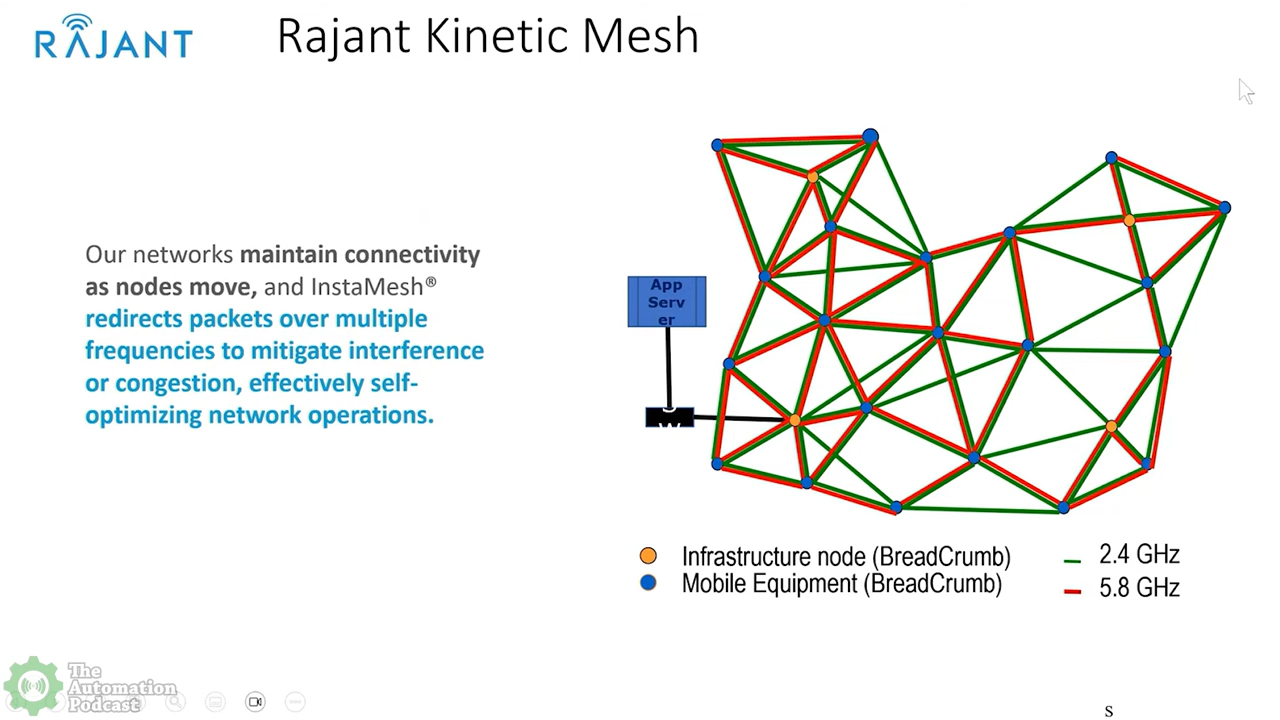 RAJANT
Rajant Kinetic Mesh
Our networks maintain connectivity
as nodes move, and InstaMesh®
redirects packets over multiple
frequencies to mitigate interference
or congestion, effectively self-
optimizing network operations.
App
Serv
er
Infrastructure node (BreadCrumb)
Mobile Equipment (BreadCrumb)
2.4 GHz
5.8 GHz
The
Automation
Podcast
s